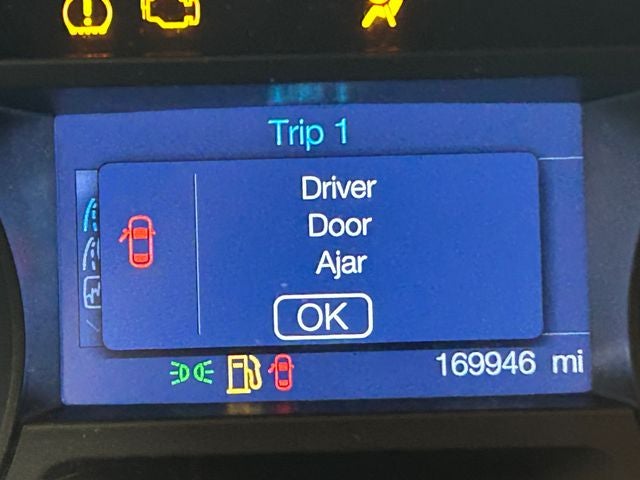 Trip 1
Driver
Door
Ajar
OK
169946 mi